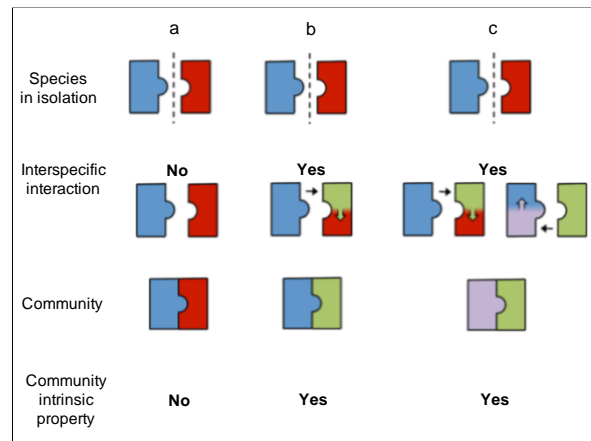 a b c
Species
in isolation
Interspecific
interaction
No Yes Yes
Community
Community
intrinsic
property
No Yes Yes